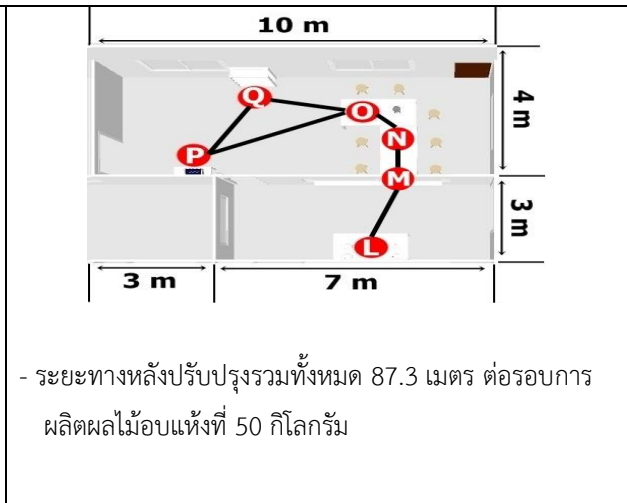 10 m
Q
O
N
P
M
L
4 m
3 m
3 m
7 m
- ระยะทางหลังปรับปรุงรวมทั้งหมด 87.3 เมตร ต่อรอบการ
ผลิตผลไม้อบแห้งที่ 50 กิโลกรัม